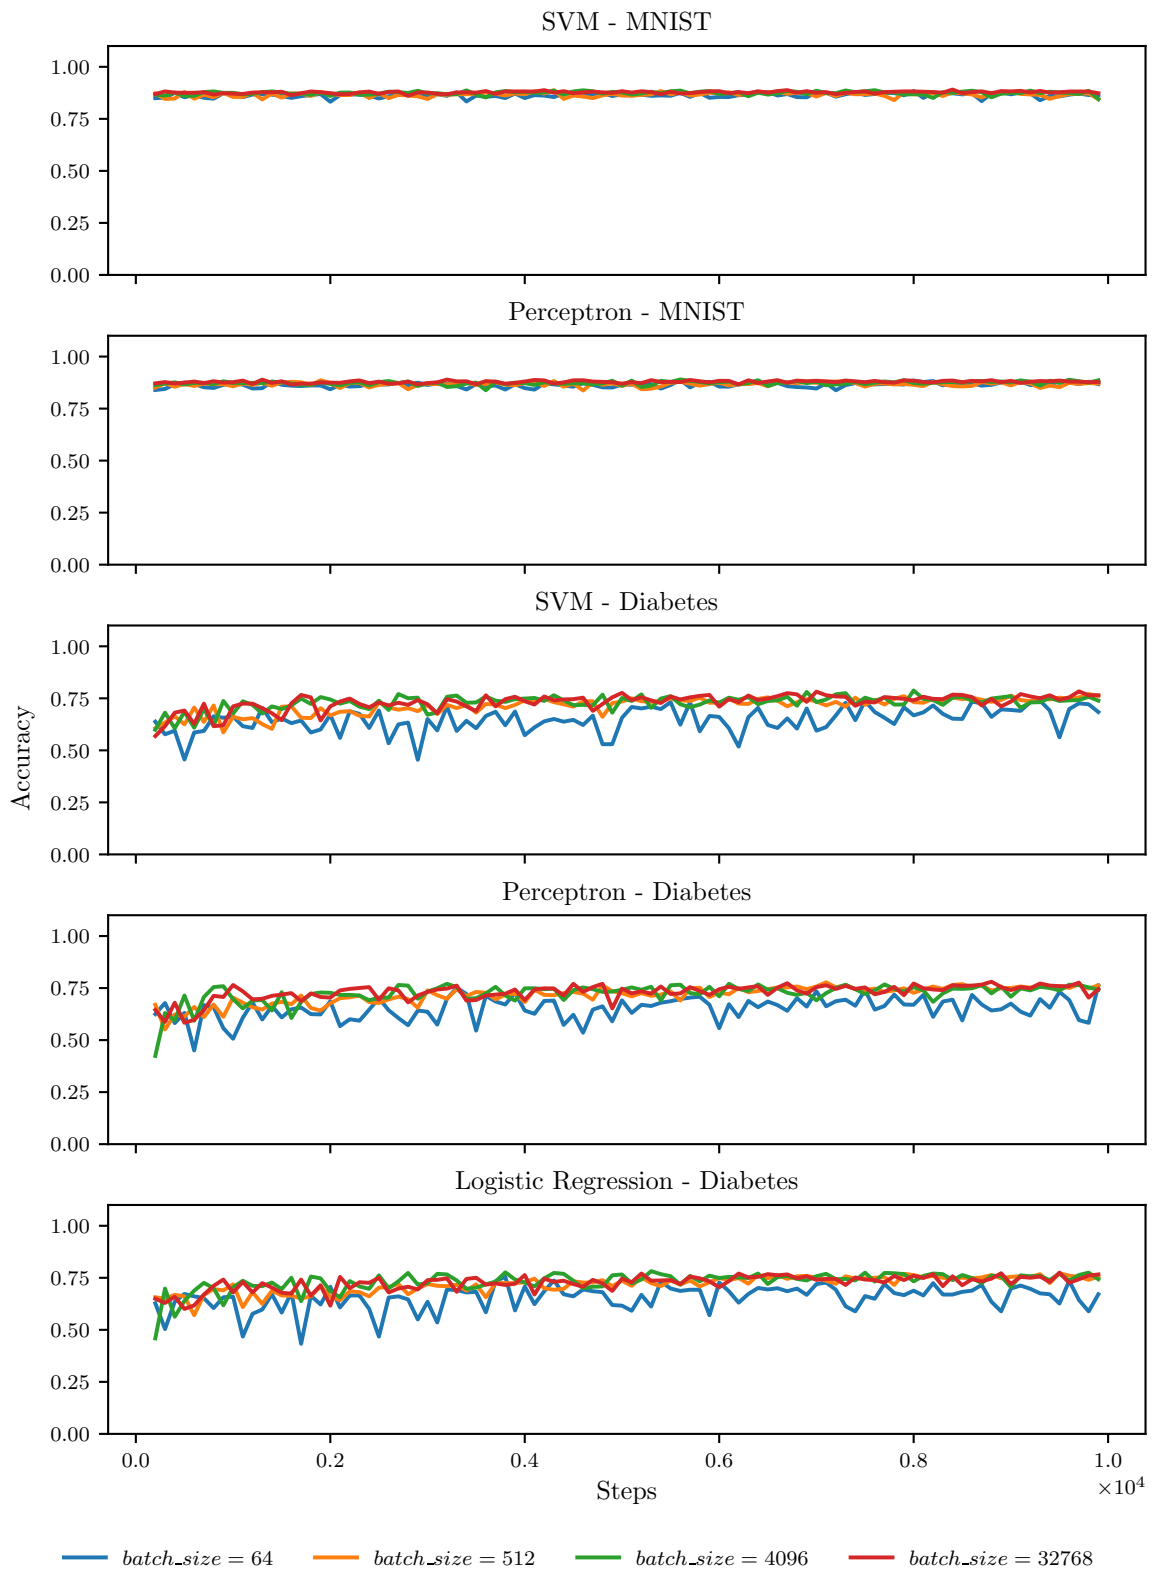 SVM - MNIST
1.00
0.75
0.50
0.25
0.00
Perceptron - MNIST
1.00
0.75
0.50
0.25
0.00
SVM - Diabetes
1.00
0.75
0.50
0.25
0.00
Accuracy
Perceptron - Diabetes
1.00
0.75
0.50
0.25
0.00
Logistic Regression - Diabetes
1.00
0.75
0.50
0.25
0.00
0.0 0.2 0.4 0.6 0.8 1.0
×10⁴
Steps
batch_size = 64 batch_size = 512 batch_size = 4096 batch_size = 32768